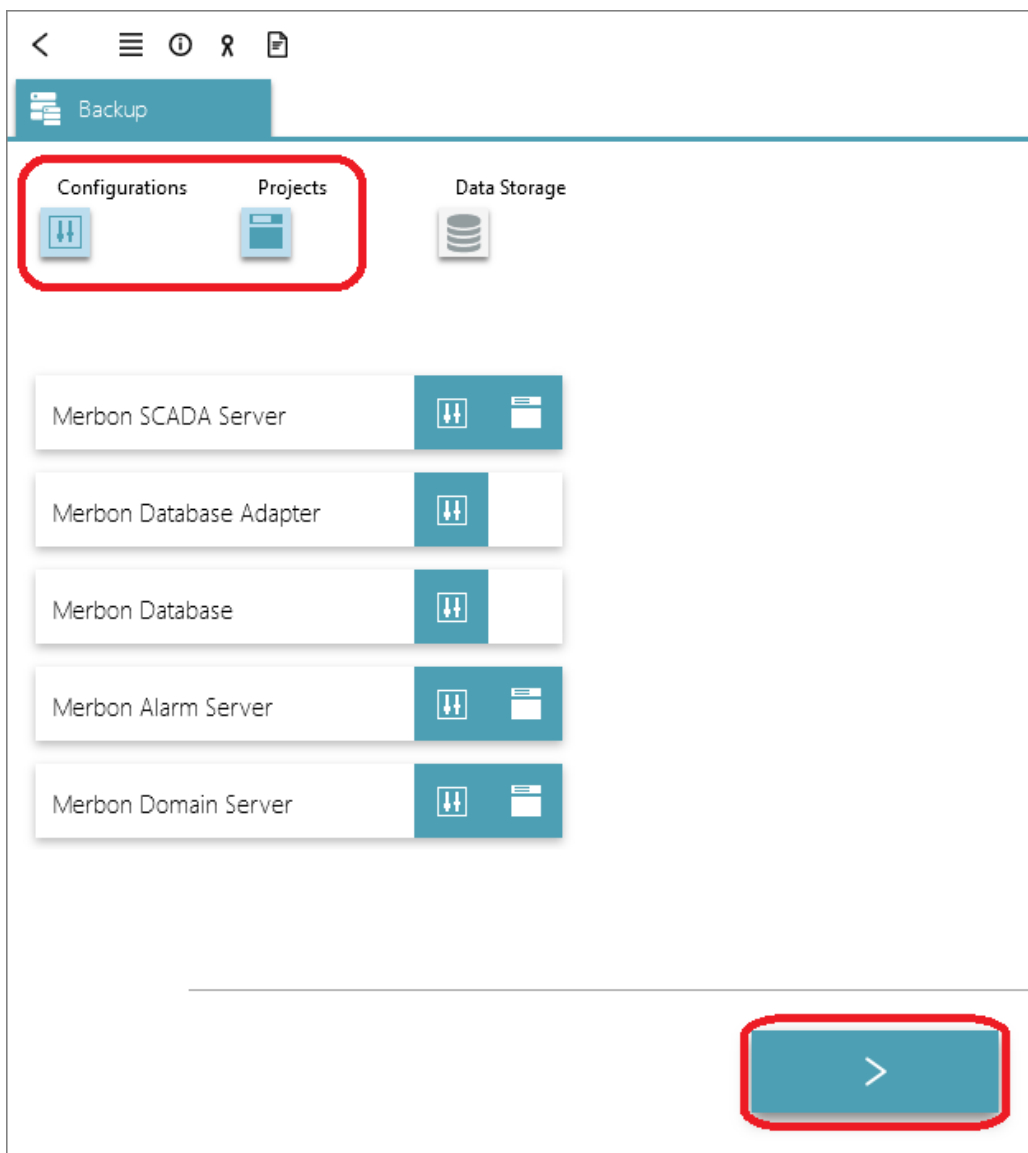 Backup
Configurations Projects Data Storage
Merbon SCADA Server
Merbon Database Adapter
Merbon Database
Merbon Alarm Server
Merbon Domain Server